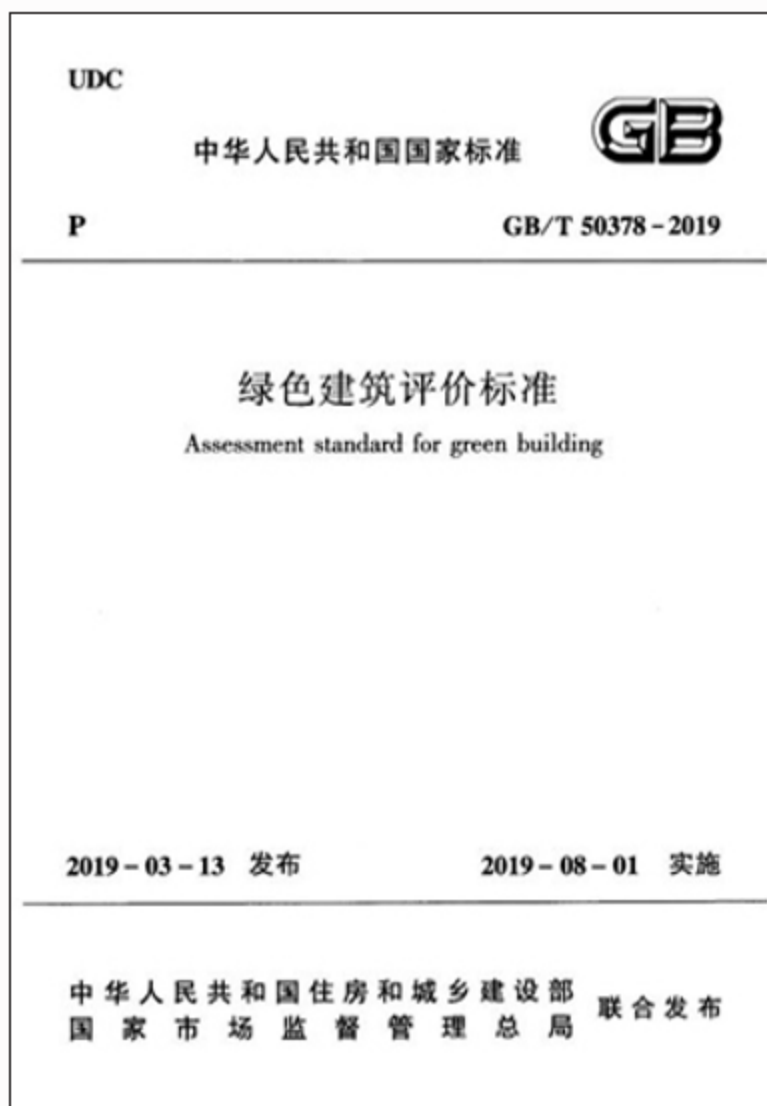 UDC
中华人民共和国国家标准
GB
P
GB/T 50378-2019
绿色建筑评价标准
Assessment standard for green building
2019-03-13 发布
2019-08-01 实施
中华人民共和国住房和城乡建设部
国家市场监督管理总局
联合发布